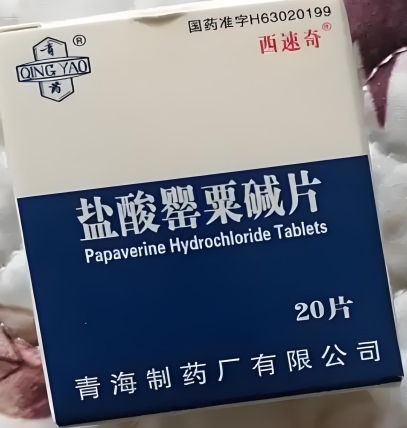 国药准字H63020199
西速奇®
青 ®
QING YAO
药
盐酸罂粟碱片
Papaverine Hydrochloride Tablets
20片
青海制药厂有限公司